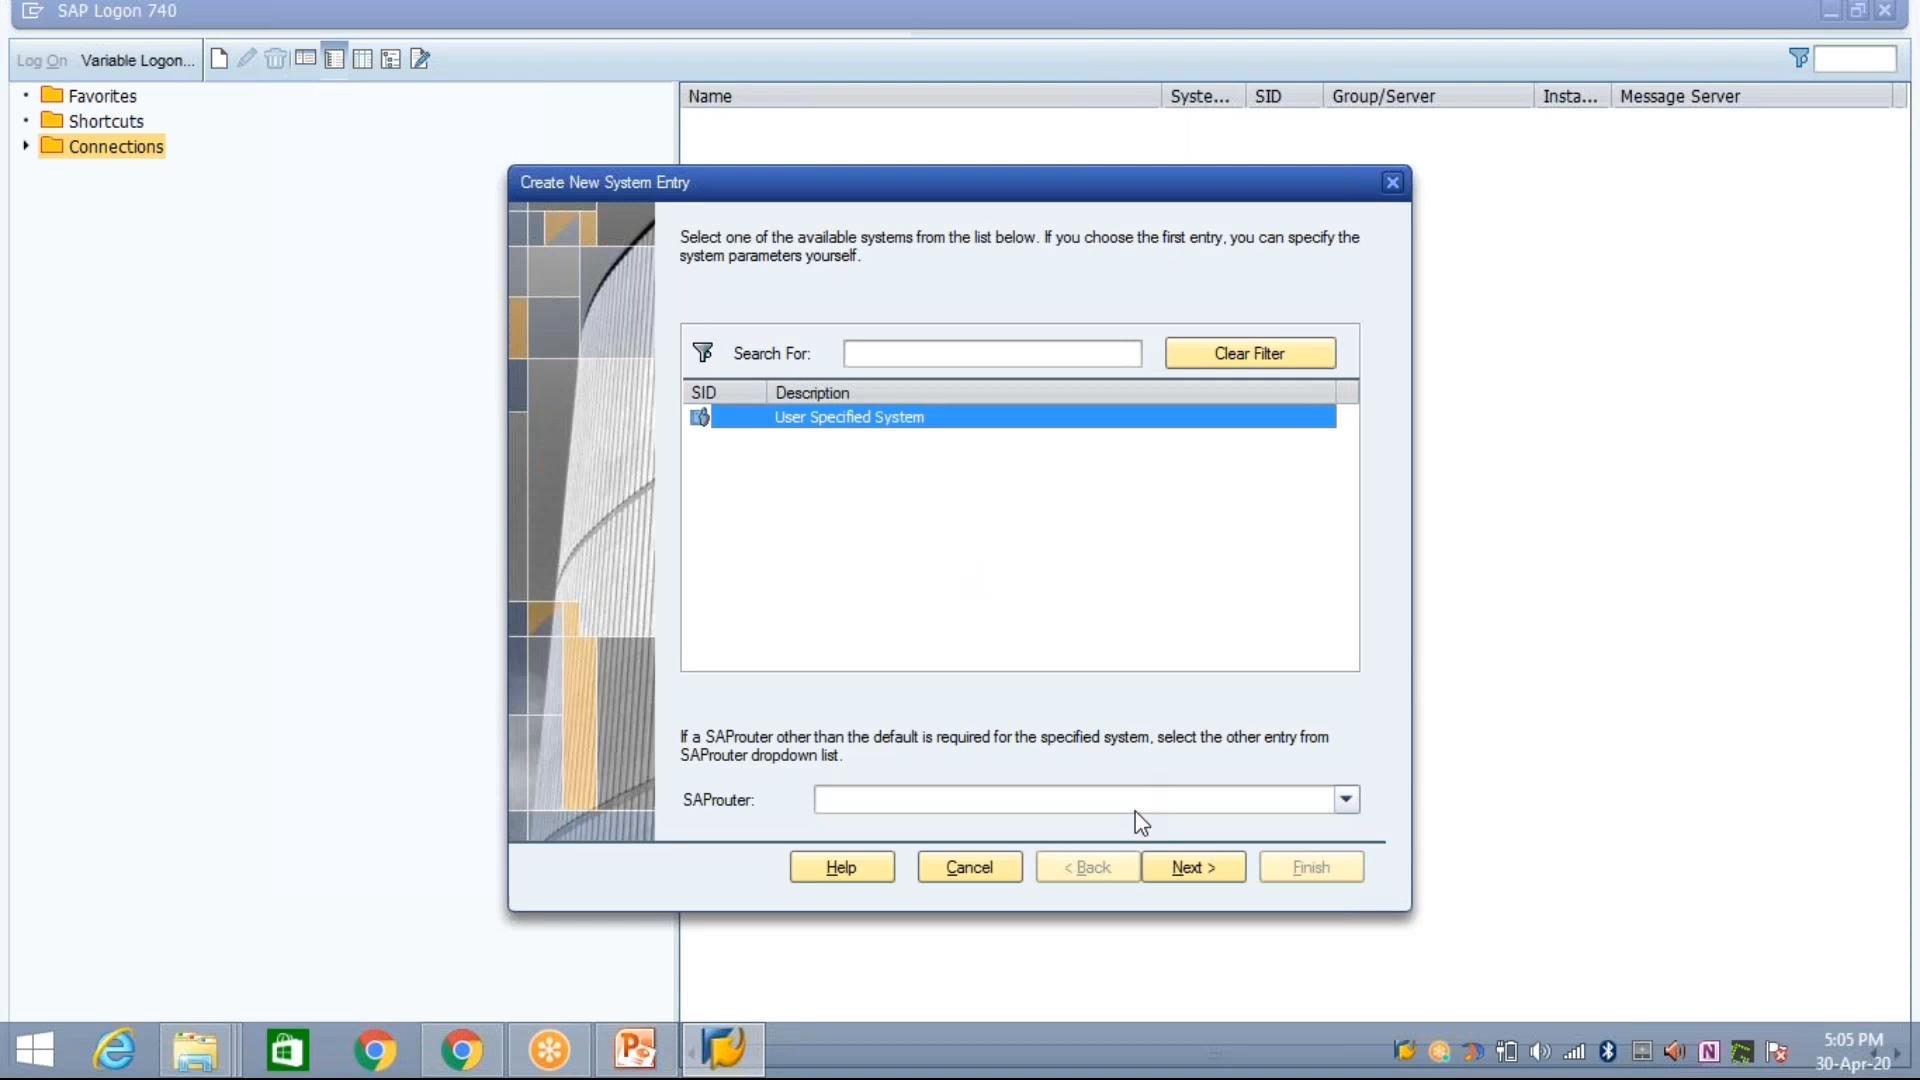 SAP Logon 740
Log On Variable Logon...
Favorites
Shortcuts
Connections
Name Syste... SID Group/Server Insta... Message Server
Create New System Entry
Select one of the available systems from the list below. If you choose the first entry, you can specify the
system parameters yourself.
Search For: Clear Filter
SID Description
User Specified System
If a SAProuter other than the default is required for the specified system, select the other entry from
SAProuter dropdown list.
SAProuter:
Help Cancel < Back Next > Finish
5:05 PM
30-Apr-20